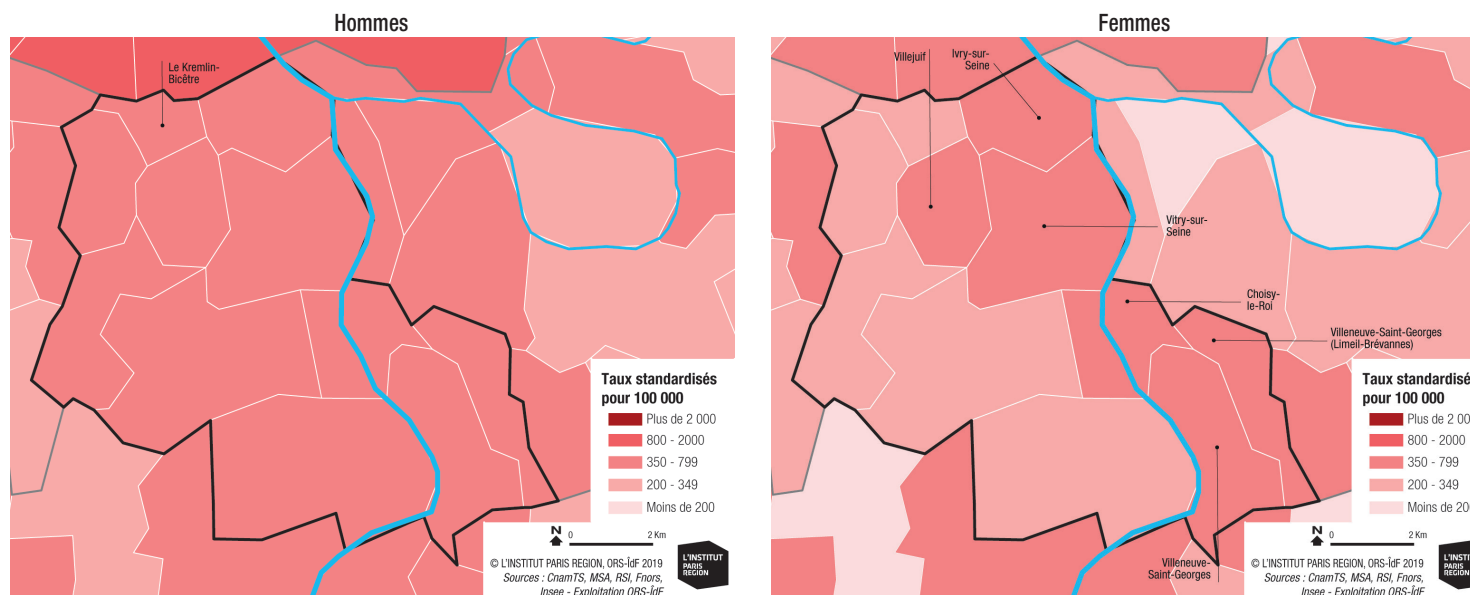 Hommes
Le Kremlin-
Bicêtre
Taux standardisés
pour 100 000
Plus de 2 000
800 - 2000
350 - 799
200 - 349
Moins de 200
N
0
2 Km
© L'INSTITUT PARIS REGION, ORS-ÎdF 2019
Sources : CnamTS, MSA, RSI, Fnors,
Insee - Exploitation ORS-ÎdF
L'INSTITUT
PARIS
REGION
Femmes
Villejuif
Ivry-sur-
Seine
Vitry-sur-
Seine
Choisy-
le-Roi
Villeneuve-Saint-Georges
(Limeil-Brévannes)
Taux standardisé
pour 100 000
Plus de 2 00
800 - 2000
350 - 799
200 - 349
Moins de 200
N
0
2 Km
Villeneuve-
Saint-Georges
© L'INSTITUT PARIS REGION, ORS-ÎdF 2019
Sources : CnamTS, MSA, RSI, Fnors,
Insee - Exploitation ORS-ÎdF
L'INSTIT
PARIS
REGION